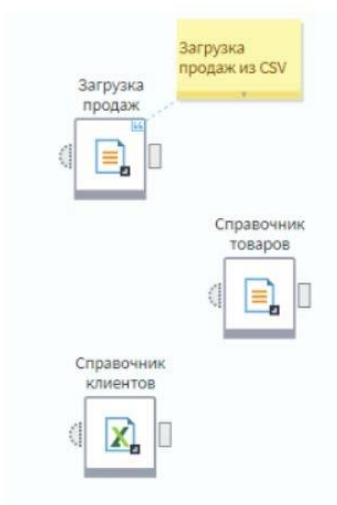 Загрузка
продаж из CSV
Загрузка
продаж
Справочник
товаров
Справочник
клиентов